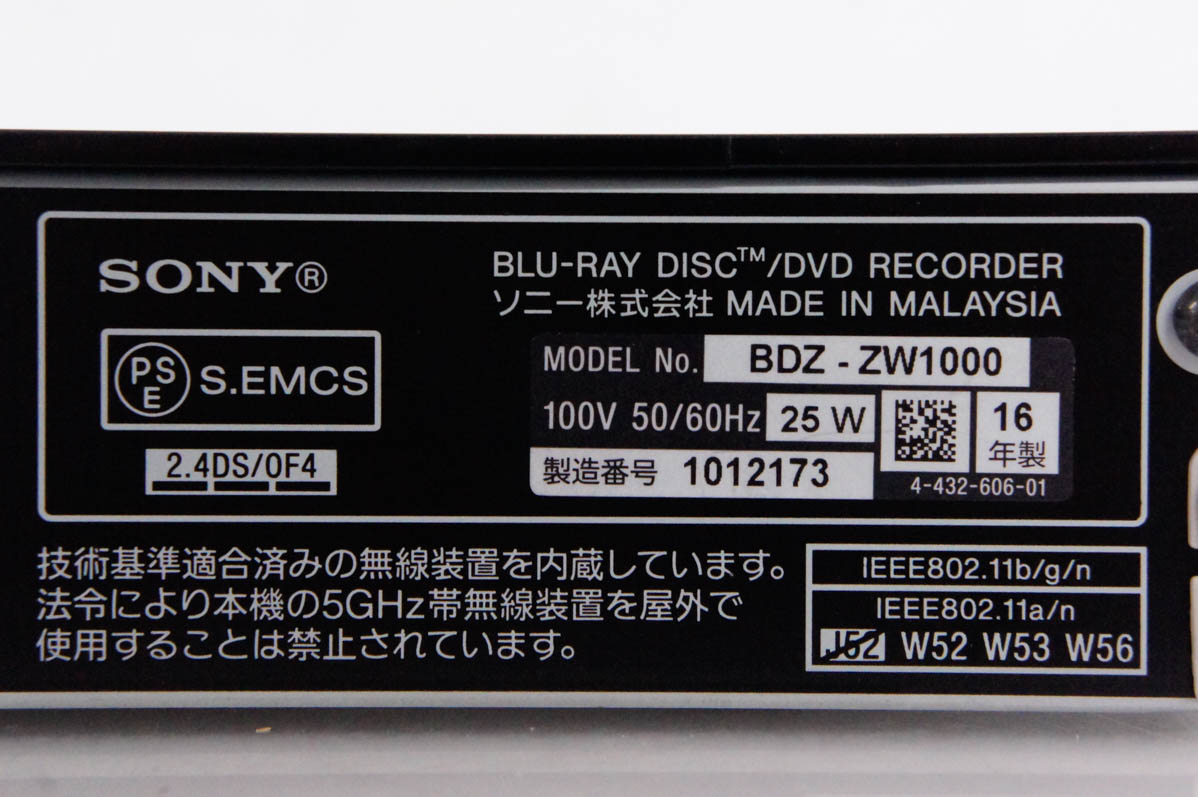 SONY®
BLU-RAY DISC™/DVD RECORDER
ソニー株式会社 MADE IN MALAYSIA
PSE S.EMCS
MODEL No. BDZ - ZW1000
100V 50/60Hz 25 W
16年製
2.4DS/OF4
製造番号 1012173
4-432-606-01
技術基準適合済みの無線装置を内蔵しています。
法令により本機の5GHz帯無線装置を屋外で
使用することは禁止されています。
IEEE802.11b/g/n
IEEE802.11a/n
J52 W52 W53 W56